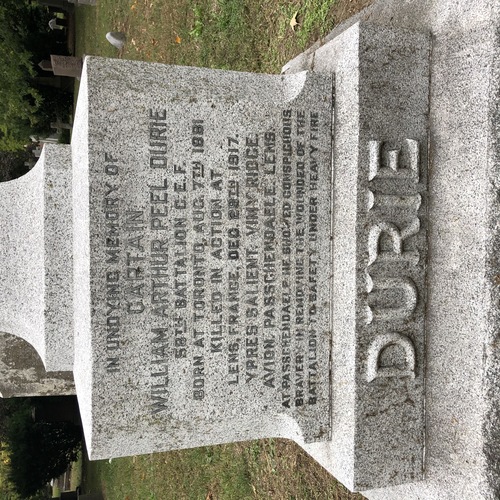 IN UNDYING MEMORY OF
CAPTAIN
WILLIAM ARTHUR PEEL DURIE
58TH BATTALION C.E.F.
BORN AT TORONTO, AUG. 7TH 1881
KILLED IN ACTION AT
LENS, FRANCE, DEC. 29TH 1917.
YPRES SALIENT. VIMY RIDGE.
AVION. PASSCHENDAELE. LENS.
AT PASSCHENDAELE HE SHOWED CONSPICUOUS
BRAVERY IN REMOVING THE WOUNDED OF THE
BATTALION TO SAFETY UNDER HEAVY FIRE
DURIE